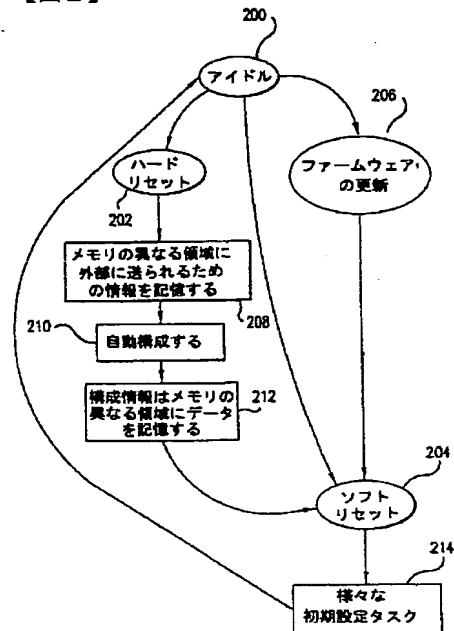 200
アイドル
206
ハード
リセット
202
ファームウェア
の更新
メモリの異なる領域に
外部に送られるため
の情報を記憶する
208
210
自動構成する
構成情報はメモリの
異なる領域にデータ
を記憶する
212
204
ソフト
リセット
214
様々な
初期設定タスク